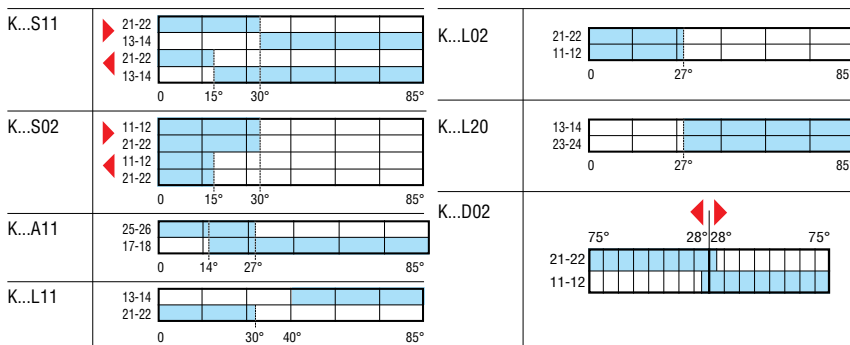 K...S11
21-22
13-14
21-22
13-14
0 15° 30° 85°
K...S02
11-12
21-22
11-12
21-22
0 15° 30° 85°
K...A11
25-26
17-18
0 14° 27° 85°
K...L11
13-14
21-22
0 30° 40° 85°
K...L02
21-22
11-12
0 27° 85
K...L20
13-14
23-24
0 27° 85
K...D02
75° 28° 28° 75°
21-22
11-12